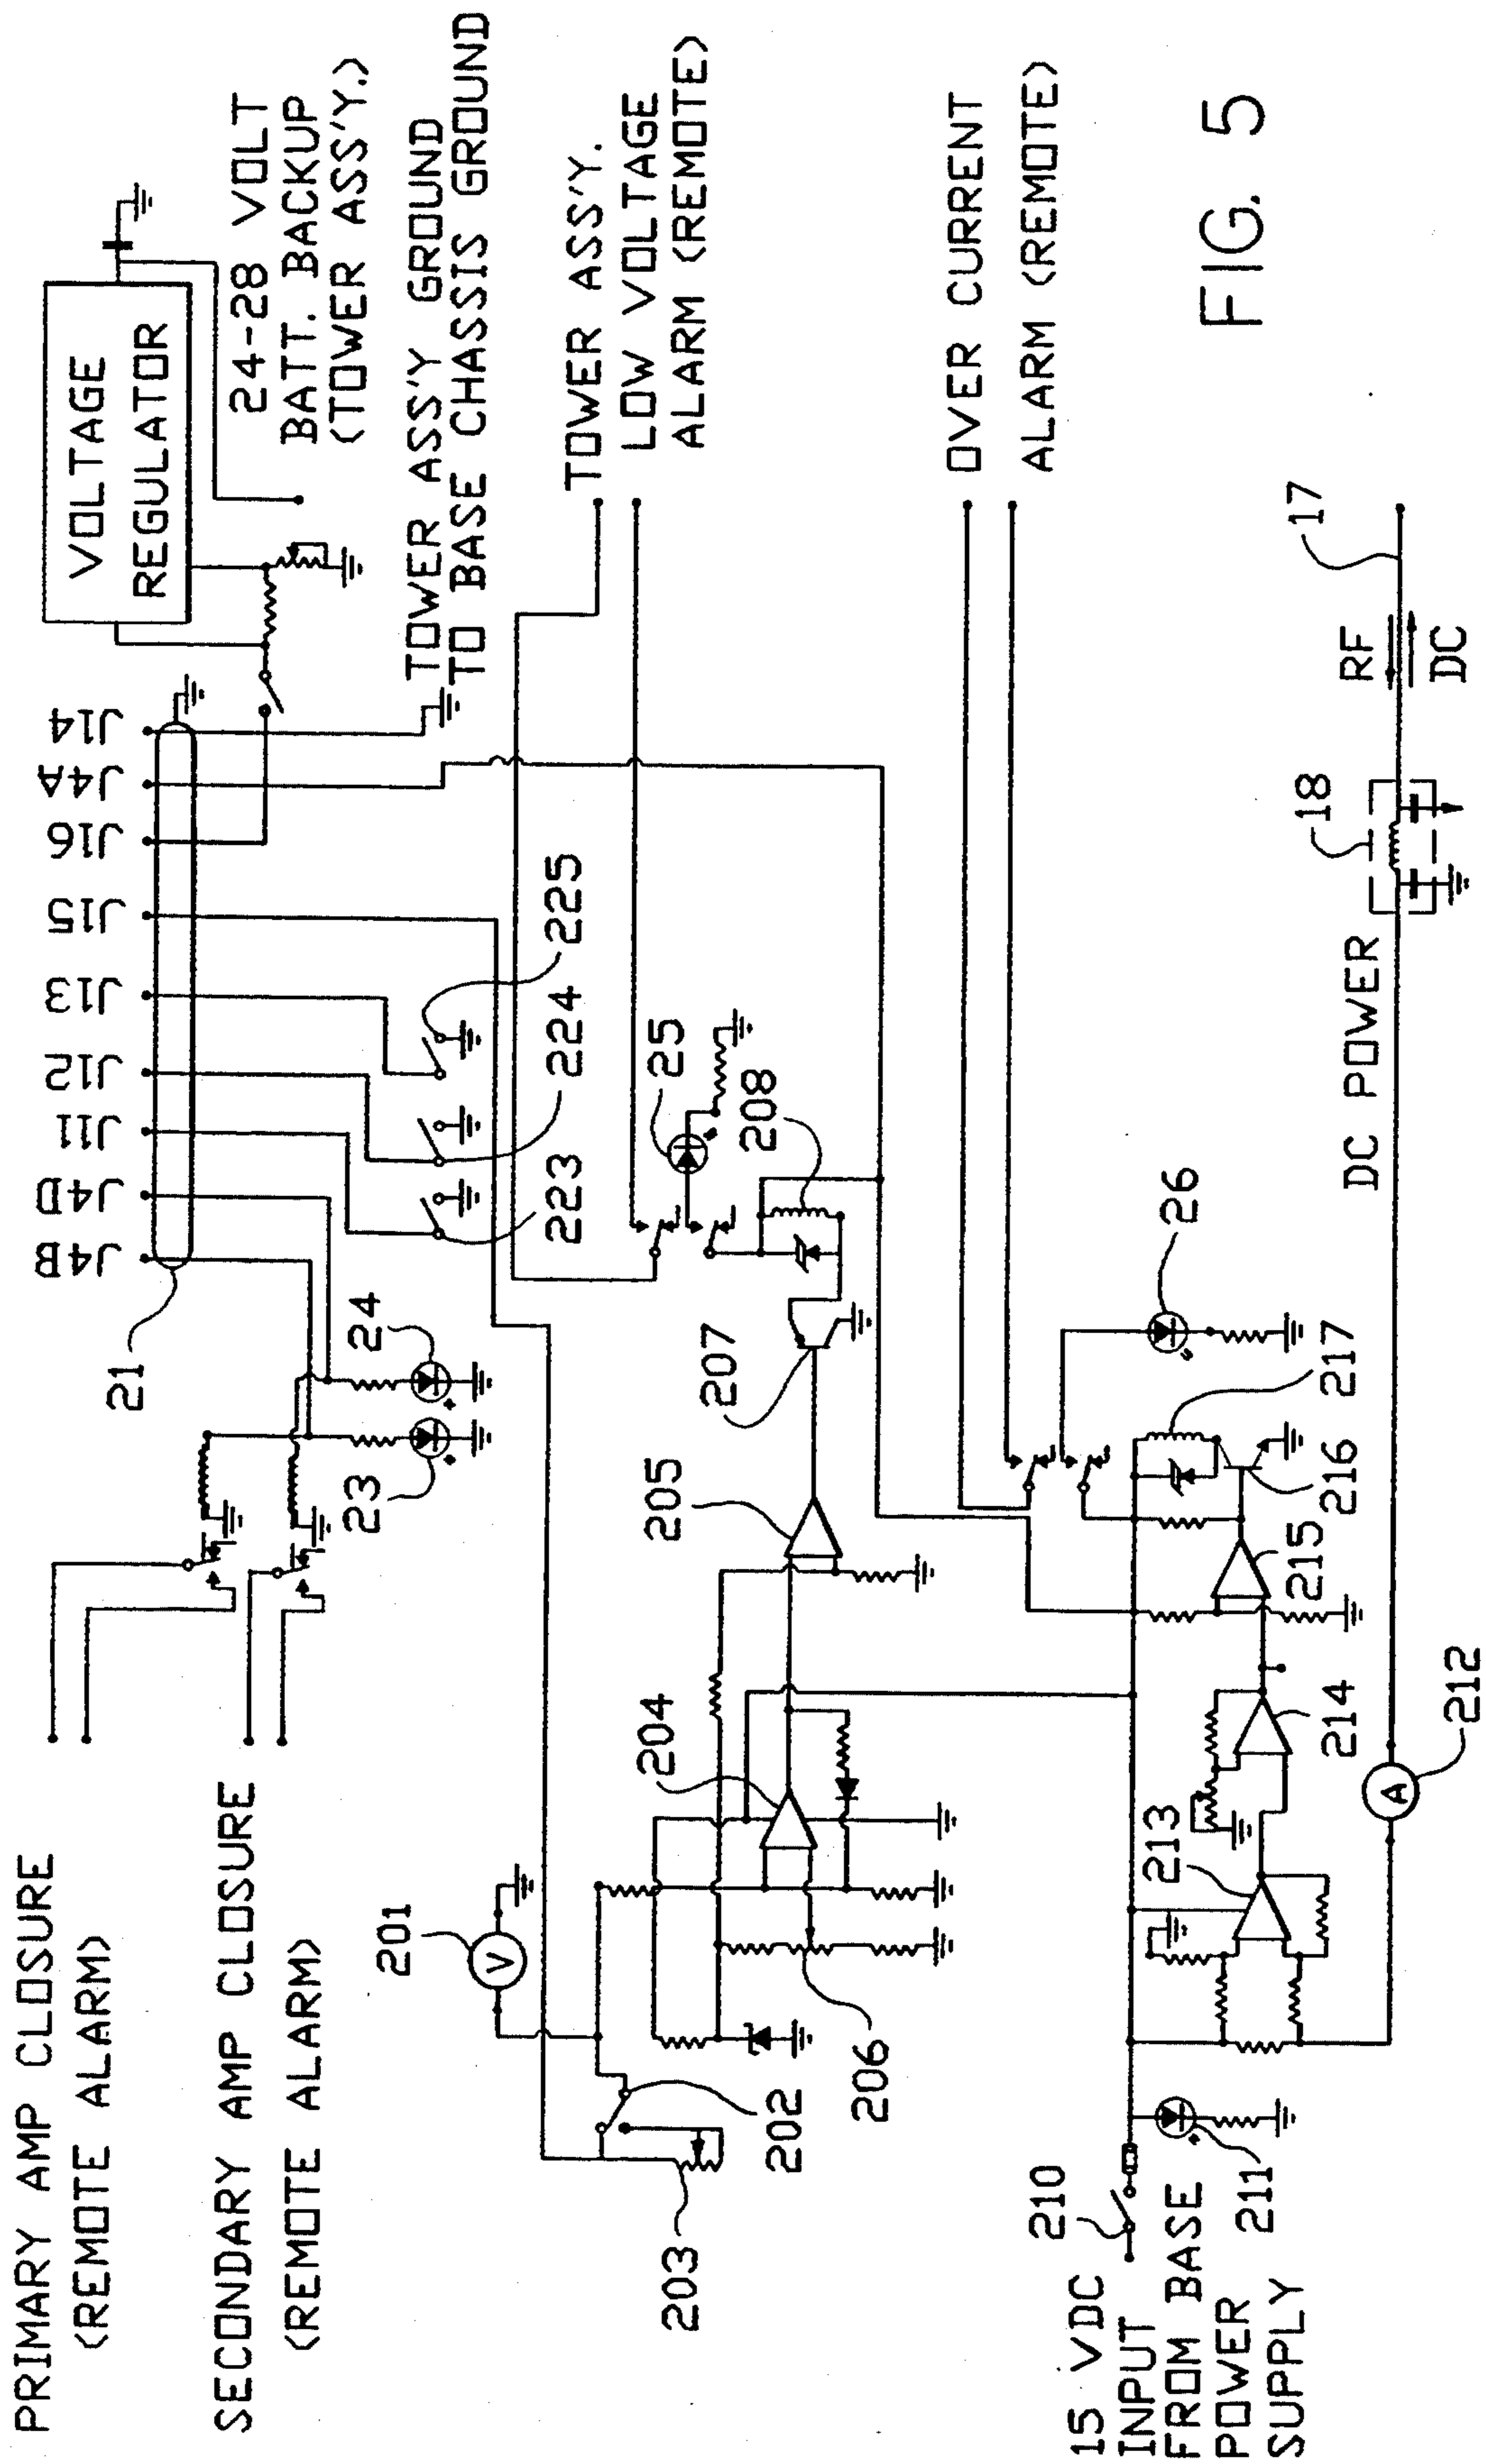 PRIMARY AMP CLOSURE
(REMOTE ALARM)
SECONDARY AMP CLOSURE
(REMOTE ALARM)
J4B
J4D
J11
J12
J13
J15
J16
J4A
J14
21
23
24
VOLTAGE
REGULATOR
24-28 VOLT
BATT. BACKUP
(TOWER ASS'Y.)
TOWER ASS'Y GROUND
TO BASE CHASSIS GROUND
223
224
225
TOWER ASS'Y.
LOW VOLTAGE
ALARM (REMOTE)
201
V
202
203
204
205
206
207
25
208
OVER CURRENT
ALARM (REMOTE)
15 VDC
INPUT
FROM BASE
POWER
SUPPLY
210
211
213
214
215
216
217
26
212
A
DC POWER
18
RF
DC
17
FIG. 5